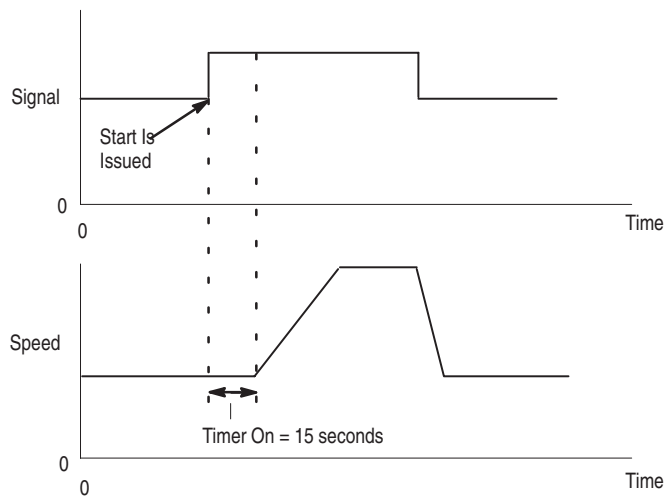 Signal
Start Is
Issued
0
0
Time
Speed
Timer On = 15 seconds
0
0
Time